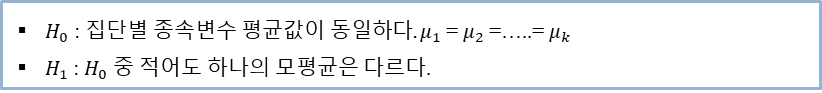 ▪ H₀ : 집단별 종속변수 평균값이 동일하다. μ₁ = μ₂ =…..= μₖ
▪ H₁ : H₀ 중 적어도 하나의 모평균은 다르다.